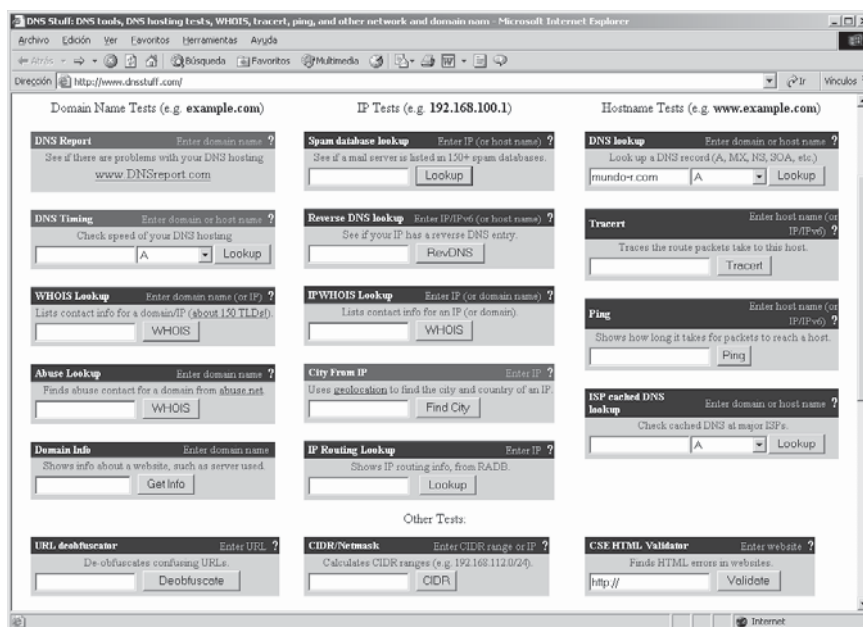 DNS Stuff: DNS tools, DNS hosting tests, WHOIS, tracert, ping, and other network and domain nam - Microsoft Internet Explorer
Archivo Edición Ver Favoritos Herramientas Ayuda
Atrás Búsqueda Favoritos Multimedia
Dirección http://www.dnsstuff.com/ Ir Vínculos
Domain Name Tests (e.g. example.com)
DNS Report Enter domain name ?
See if there are problems with your DNS hosting
www.DNSreport.com
DNS Timing Enter domain or host name ?
Check speed of your DNS hosting
A Lookup
WHOIS Lookup Enter domain name (or IP) ?
Lists contact info for a domain/IP (about 150 TLDs!).
WHOIS
Abuse Lookup Enter domain name ?
Finds abuse contact for a domain from abuse.net
WHOIS
Domain Info Enter domain name
Shows info about a website, such as server used.
Get Info
IP Tests (e.g. 192.168.100.1)
Spam database lookup Enter IP (or host name) ?
See if a mail server is listed in 150+ spam databases.
Lookup
Reverse DNS lookup Enter IP/IPv6 (or host name) ?
See if your IP has a reverse DNS entry.
RevDNS
IPWHOIS Lookup Enter IP (or domain name) ?
Lists contact info for an IP (or domain).
WHOIS
City From IP Enter IP ?
Uses geolocation to find the city and country of an IP.
Find City
IP Routing Lookup Enter IP ?
Shows IP routing info, from RADB.
Lookup
Hostname Tests (e.g. www.example.com)
DNS lookup Enter domain or host name ?
Look up a DNS record (A, MX, NS, SOA, etc.)
mundo-r.com A Lookup
Tracert Enter host name (or IP/IPv6) ?
Traces the route packets take to this host.
Tracert
Ping Enter host name (or IP/IPv6) ?
Shows how long it takes for packets to reach a host.
Ping
ISP cached DNS lookup Enter domain or host name ?
Check cached DNS at major ISPs.
A Lookup
Other Tests:
URL deobfuscator Enter URL ?
De-obfuscates confusing URLs.
Deobfuscate
CIDR/Netmask Enter CIDR range or IP ?
Calculates CIDR ranges (e.g. 192.168.112.0/24).
CIDR
CSE HTML Validator Enter website ?
Finds HTML errors in websites.
http:// Validate
Internet